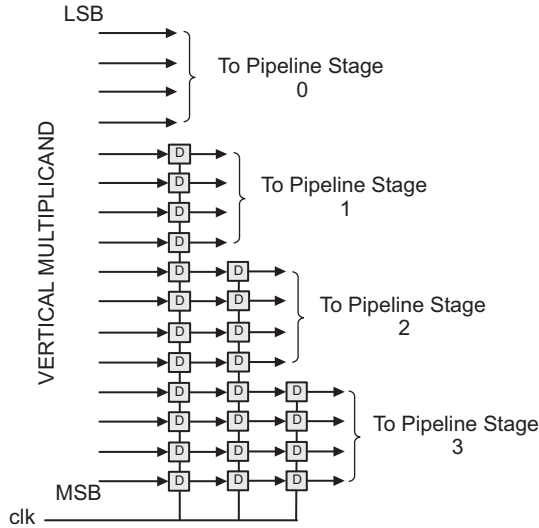 LSB
To Pipeline Stage
0
VERTICAL MULTIPLICAND
D
To Pipeline Stage
D
1
D
D
D D
To Pipeline Stage
D D
2
D D
D D
D D D
To Pipeline Stage
D D D
3
D D D
MSB
D D D
clk